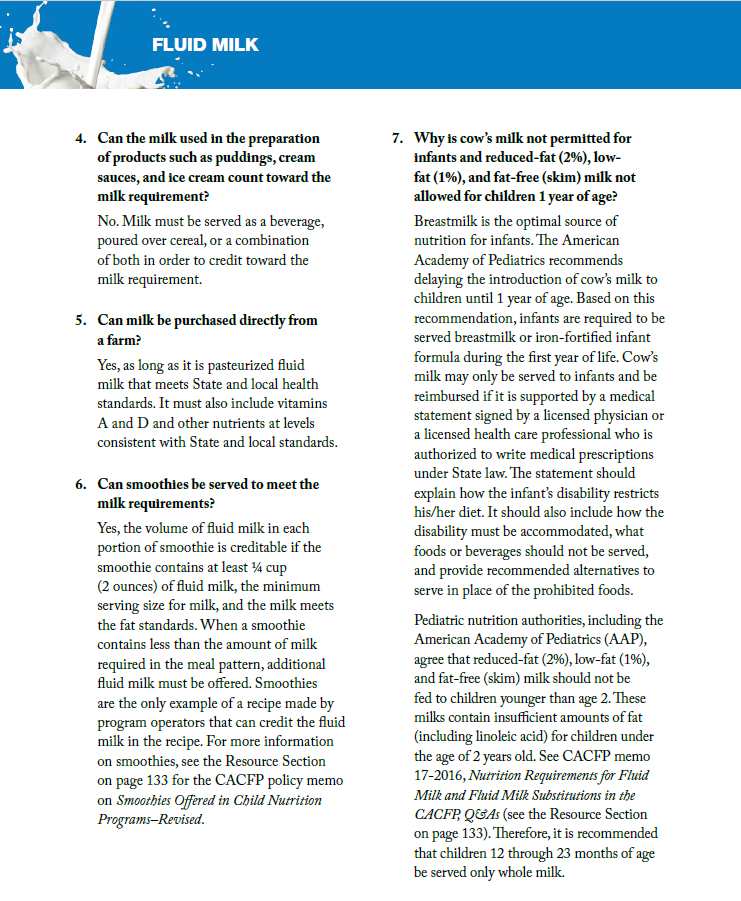 FLUID MILK
4. Can the milk used in the preparation
of products such as puddings, cream
sauces, and ice cream count toward the
milk requirement?
No. Milk must be served as a beverage,
poured over cereal, or a combination
of both in order to credit toward the
milk requirement.
5. Can milk be purchased directly from
a farm?
Yes, as long as it is pasteurized fluid
milk that meets State and local health
standards. It must also include vitamins
A and D and other nutrients at levels
consistent with State and local standards.
6. Can smoothies be served to meet the
milk requirements?
Yes, the volume of fluid milk in each
portion of smoothie is creditable if the
smoothie contains at least ¼ cup
(2 ounces) of fluid milk, the minimum
serving size for milk, and the milk meets
the fat standards. When a smoothie
contains less than the amount of milk
required in the meal pattern, additional
fluid milk must be offered. Smoothies
are the only example of a recipe made by
program operators that can credit the fluid
milk in the recipe. For more information
on smoothies, see the Resource Section
on page 133 for the CACFP policy memo
on Smoothies Offered in Child Nutrition
Programs–Revised.
7. Why is cow’s milk not permitted for
infants and reduced-fat (2%), low-
fat (1%), and fat-free (skim) milk not
allowed for children 1 year of age?
Breastmilk is the optimal source of
nutrition for infants. The American
Academy of Pediatrics recommends
delaying the introduction of cow’s milk to
children until 1 year of age. Based on this
recommendation, infants are required to be
served breastmilk or iron-fortified infant
formula during the first year of life. Cow’s
milk may only be served to infants and be
reimbursed if it is supported by a medical
statement signed by a licensed physician or
a licensed health care professional who is
authorized to write medical prescriptions
under State law. The statement should
explain how the infant’s disability restricts
his/her diet. It should also include how the
disability must be accommodated, what
foods or beverages should not be served,
and provide recommended alternatives to
serve in place of the prohibited foods.
Pediatric nutrition authorities, including the
American Academy of Pediatrics (AAP),
agree that reduced-fat (2%), low-fat (1%),
and fat-free (skim) milk should not be
fed to children younger than age 2. These
milks contain insufficient amounts of fat
(including linoleic acid) for children under
the age of 2 years old. See CACFP memo
17-2016, Nutrition Requirements for Fluid
Milk and Fluid Milk Substitutions in the
CACFP, Q&As (see the Resource Section
on page 133). Therefore, it is recommended
that children 12 through 23 months of age
be served only whole milk.